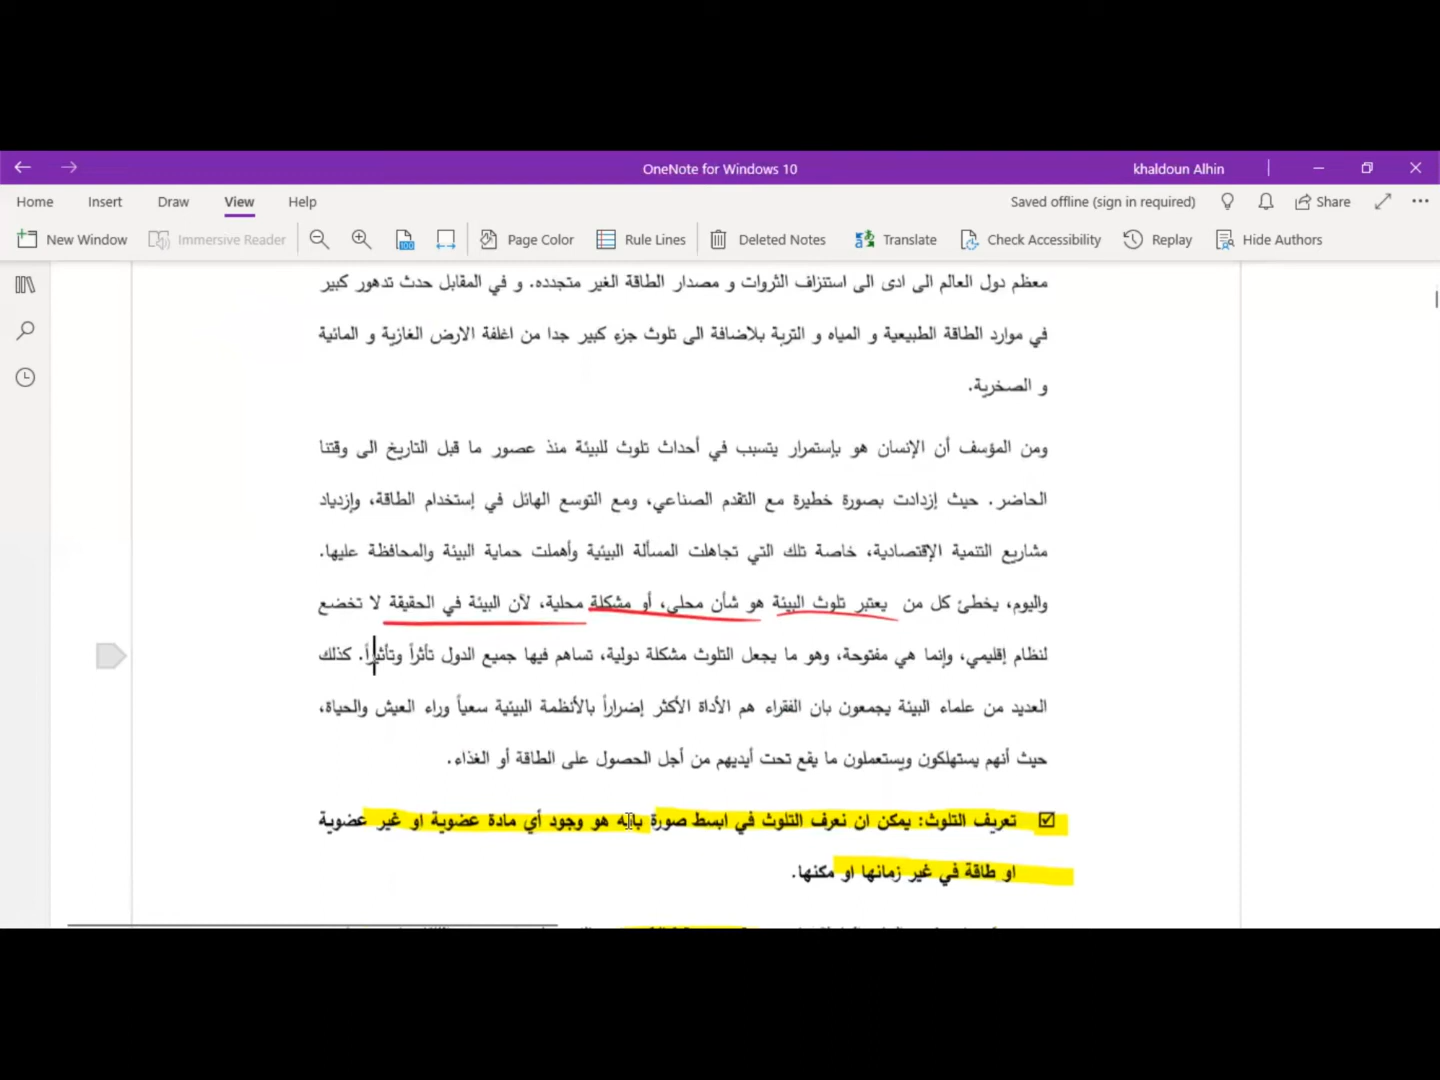 OneNote for Windows 10
khaldoun Alhin
Home Insert Draw View Help
Saved offline (sign in required) Share
New Window Immersive Reader Page Color Rule Lines Deleted Notes Translate Check Accessibility Replay Hide Authors
معظم دول العالم الى ادى الى استنزاف الثروات و مصدار الطاقة الغير متجدده. و في المقابل حدث تدهور كبير
في موارد الطاقة الطبيعية و المياه و التربة بلاضافة الى تلوث جزء كبير جدا من اغلفة الارض الغازية و المائية
و الصخرية.
ومن المؤسف أن الإنسان هو بإستمرار يتسبب في أحداث تلوث للبيئة منذ عصور ما قبل التاريخ الى وقتنا
الحاضر. حيث إزدادت بصورة خطيرة مع التقدم الصناعي، ومع التوسع الهائل في إستخدام الطاقة، وإزدياد
مشاريع التنمية الإقتصادية، خاصة تلك التي تجاهلت المسألة البيئية وأهملت حماية البيئة والمحافظة عليها.
واليوم، يخطئ كل من يعتبر تلوث البيئة هو شأن محلي، أو مشكلة محلية، لآن البيئة في الحقيقة لا تخضع
لنظام إقليمي، وإنما هي مفتوحة، وهو ما يجعل التلوث مشكلة دولية، تساهم فيها جميع الدول تأثراً وتأثيراً. كذلك
العديد من علماء البيئة يجمعون بان الفقراء هم الأداة الأكثر إضراراً بالأنظمة البيئية سعياً وراء العيش والحياة،
حيث أنهم يستهلكون ويستعملون ما يقع تحت أيديهم من أجل الحصول على الطاقة أو الغذاء.
تعريف التلوث: يمكن ان نعرف التلوث في ابسط صورة بانه هو وجود أي مادة عضوية او غير عضوية
او طاقة في غير زمانها او مكنها.